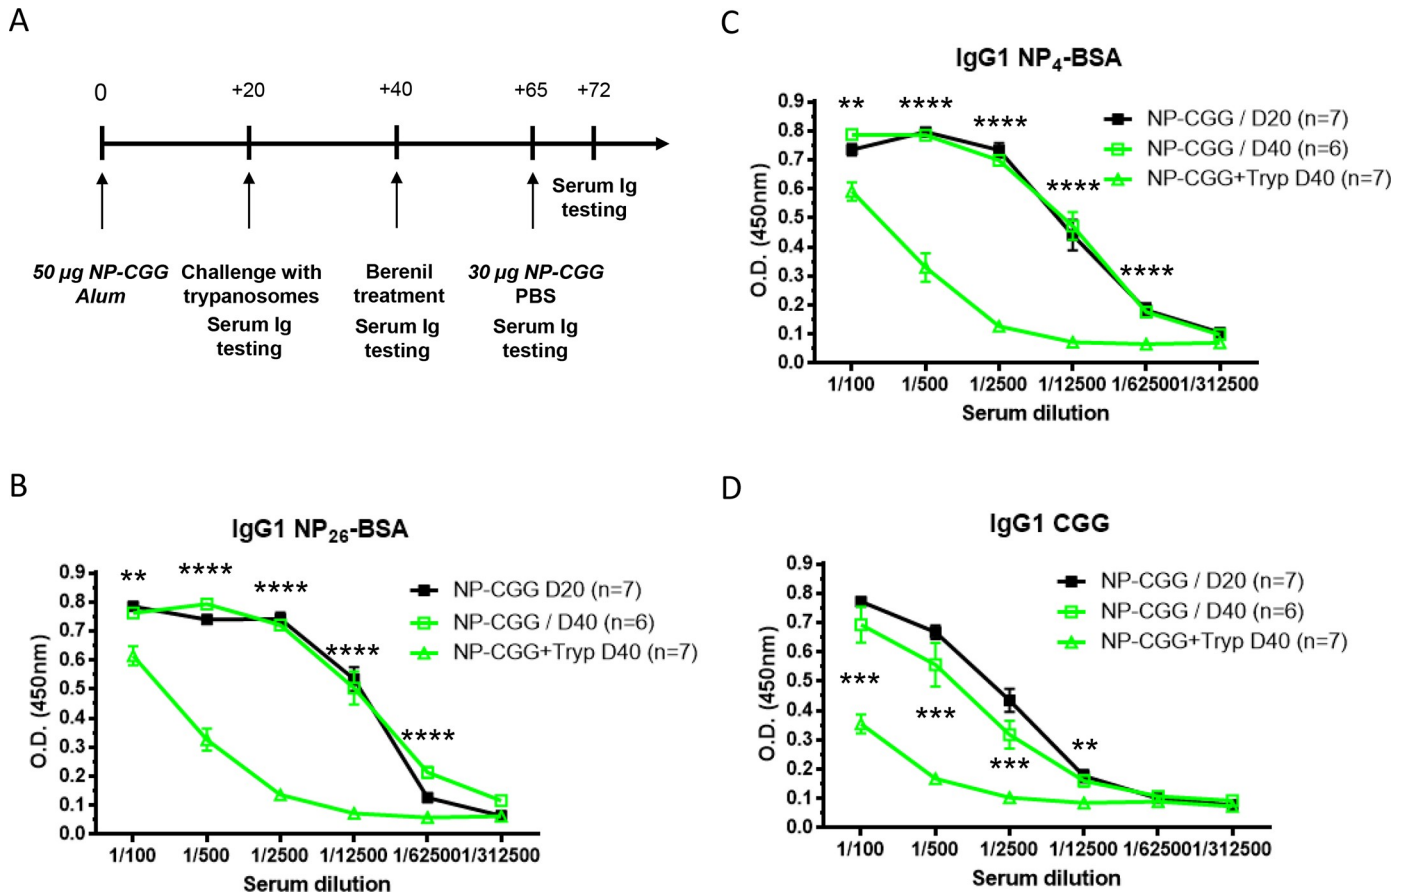 A
0
+20
+40
+65
+72
Serum Ig
testing
50 µg NP-CGG
Alum
Challenge with
trypanosomes
Serum Ig
testing
Berenil
treatment
Serum Ig
testing
30 µg NP-CGG
PBS
Serum Ig
testing
C
IgG1 NP4-BSA
O.D. (450nm)
0.9
0.8
0.7
0.6
0.5
0.4
0.3
0.2
0.1
0.0
**
****
****
****
****
NP-CGG / D20 (n=7)
NP-CGG / D40 (n=6)
NP-CGG+Tryp D40 (n=7)
1/100 1/500 1/2500 1/12500 1/62500 1/312500
Serum dilution
B
IgG1 NP26-BSA
O.D. (450nm)
0.9
0.8
0.7
0.6
0.5
0.4
0.3
0.2
0.1
0.0
**
****
****
****
****
NP-CGG D20 (n=7)
NP-CGG / D40 (n=6)
NP-CGG+Tryp D40 (n=7)
1/100 1/500 1/2500 1/12500 1/62500 1/312500
Serum dilution
D
IgG1 CGG
O.D. (450nm)
0.9
0.8
0.7
0.6
0.5
0.4
0.3
0.2
0.1
0.0
***
***
***
**
NP-CGG / D20 (n=7)
NP-CGG / D40 (n=6)
NP-CGG+Tryp D40 (n=7)
1/100 1/500 1/2500 1/12500 1/62500 1/312500
Serum dilution